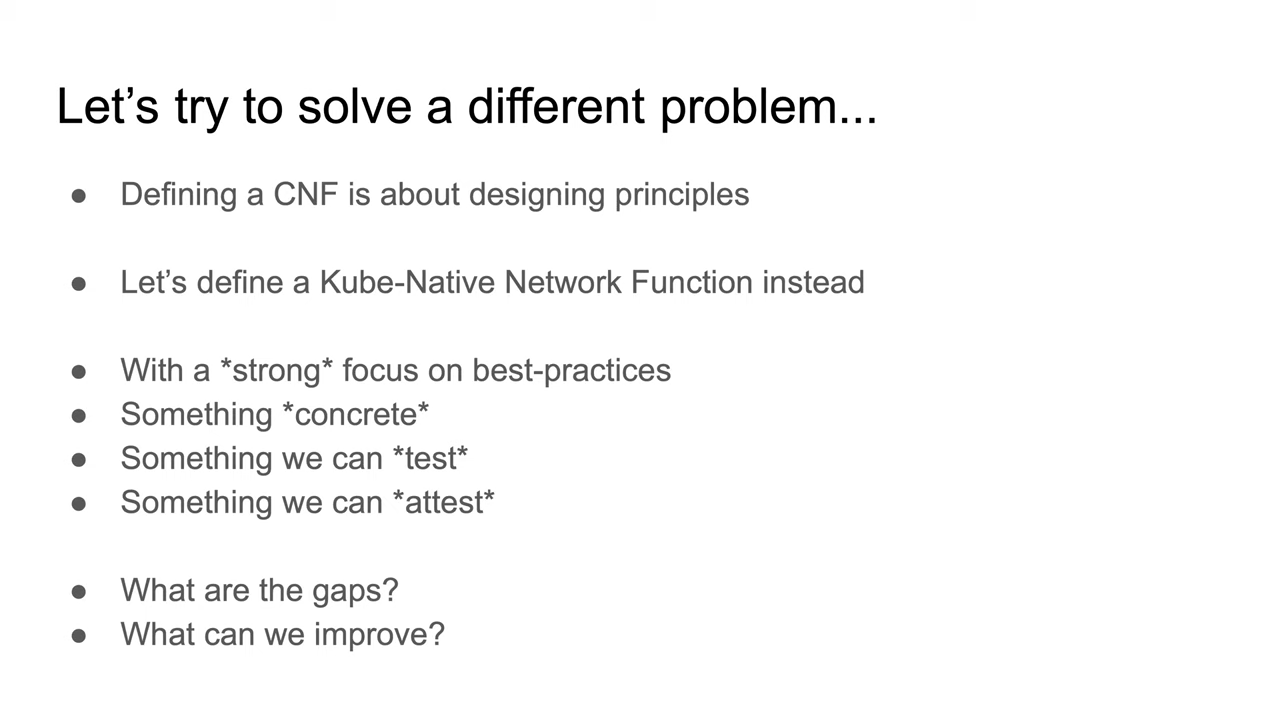 Let’s try to solve a different problem...
● Defining a CNF is about designing principles
● Let’s define a Kube-Native Network Function instead
● With a *strong* focus on best-practices
● Something *concrete*
● Something we can *test*
● Something we can *attest*
● What are the gaps?
● What can we improve?